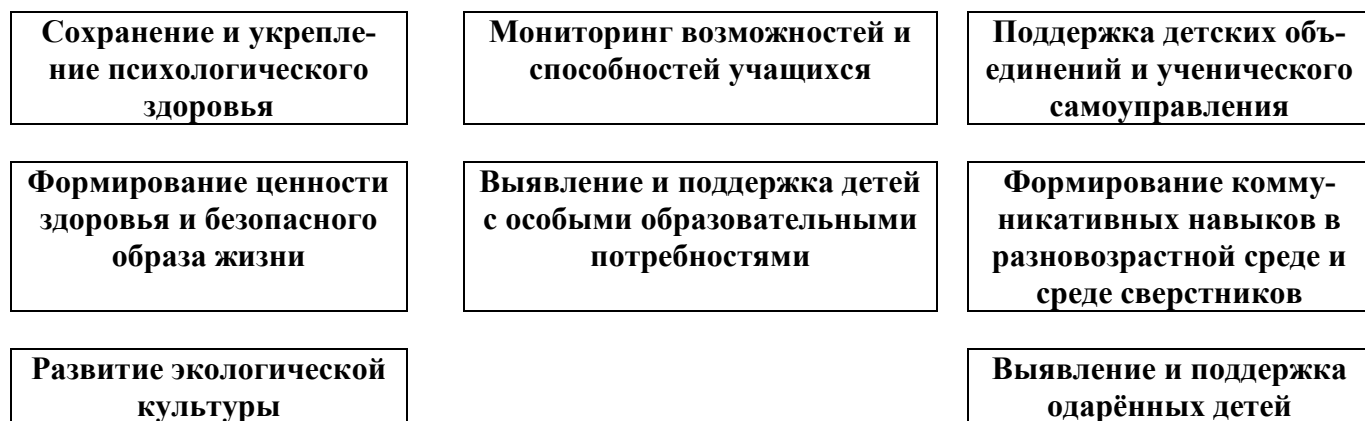 Сохранение и укрепле-
ние психологического
здоровья
Мониторинг возможностей и
способностей учащихся
Поддержка детских объ-
единений и ученического
самоуправления
Формирование ценности
здоровья и безопасного
образа жизни
Выявление и поддержка детей
с особыми образовательными
потребностями
Формирование комму-
никативных навыков в
разновозрастной среде и
среде сверстников
Развитие экологической
культуры
Выявление и поддержка
одарённых детей